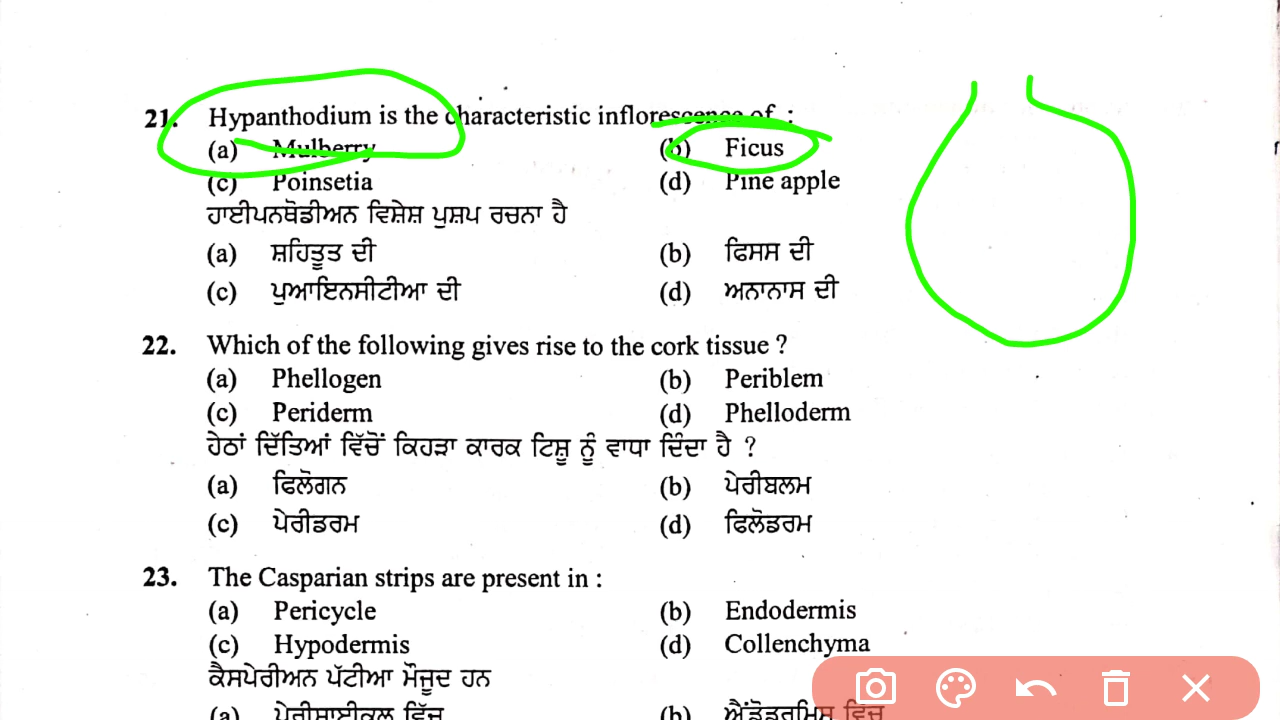 21. Hypanthodium is the characteristic inflorescence of :
(a) Mulberry (b) Ficus
(c) Poinsetia (d) Pine apple
ਹਾਈਪਨਥੋਡੀਅਨ ਵਿਸ਼ੇਸ਼ ਪੁਸ਼ਪ ਰਚਨਾ ਹੈ
(a) ਸ਼ਹਿਤੂਤ ਦੀ (b) ਫਿਸਸ ਦੀ
(c) ਪੁਆਇਨਸੀਟੀਆ ਦੀ (d) ਅਨਾਨਾਸ ਦੀ
22. Which of the following gives rise to the cork tissue ?
(a) Phellogen (b) Periblem
(c) Periderm (d) Phelloderm
ਹੇਠਾਂ ਦਿੱਤਿਆਂ ਵਿੱਚੋਂ ਕਿਹੜਾ ਕਾਰਕ ਟਿਸ਼ੂ ਨੂੰ ਵਾਧਾ ਦਿੰਦਾ ਹੈ ?
(a) ਫਿਲੋਗਨ (b) ਪੇਰੀਬਲਮ
(c) ਪੇਰੀਡਰਮ (d) ਫਿਲੋਡਰਮ
23. The Casparian strips are present in :
(a) Pericycle (b) Endodermis
(c) Hypodermis (d) Collenchyma
ਕੈਸਪੇਰੀਅਨ ਪੱਟੀਆ ਮੌਜੂਦ ਹਨ
(a) ਪੇਰੀਸਾਈਕਲ ਵਿੱਚ (b) ਐਂਡੋਡਰਮਿਸ ਵਿੱਚ